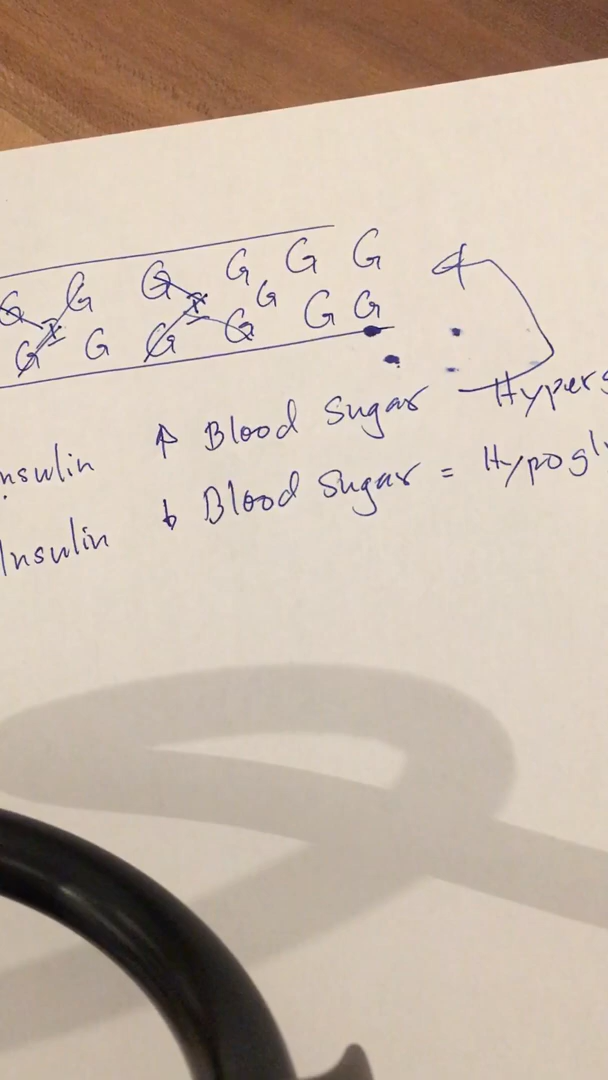 G G G G G G G
G G G G G G G
nsulin ↑ Blood Sugar – Hypers
Insulin ↓ Blood Sugar = Hypogl